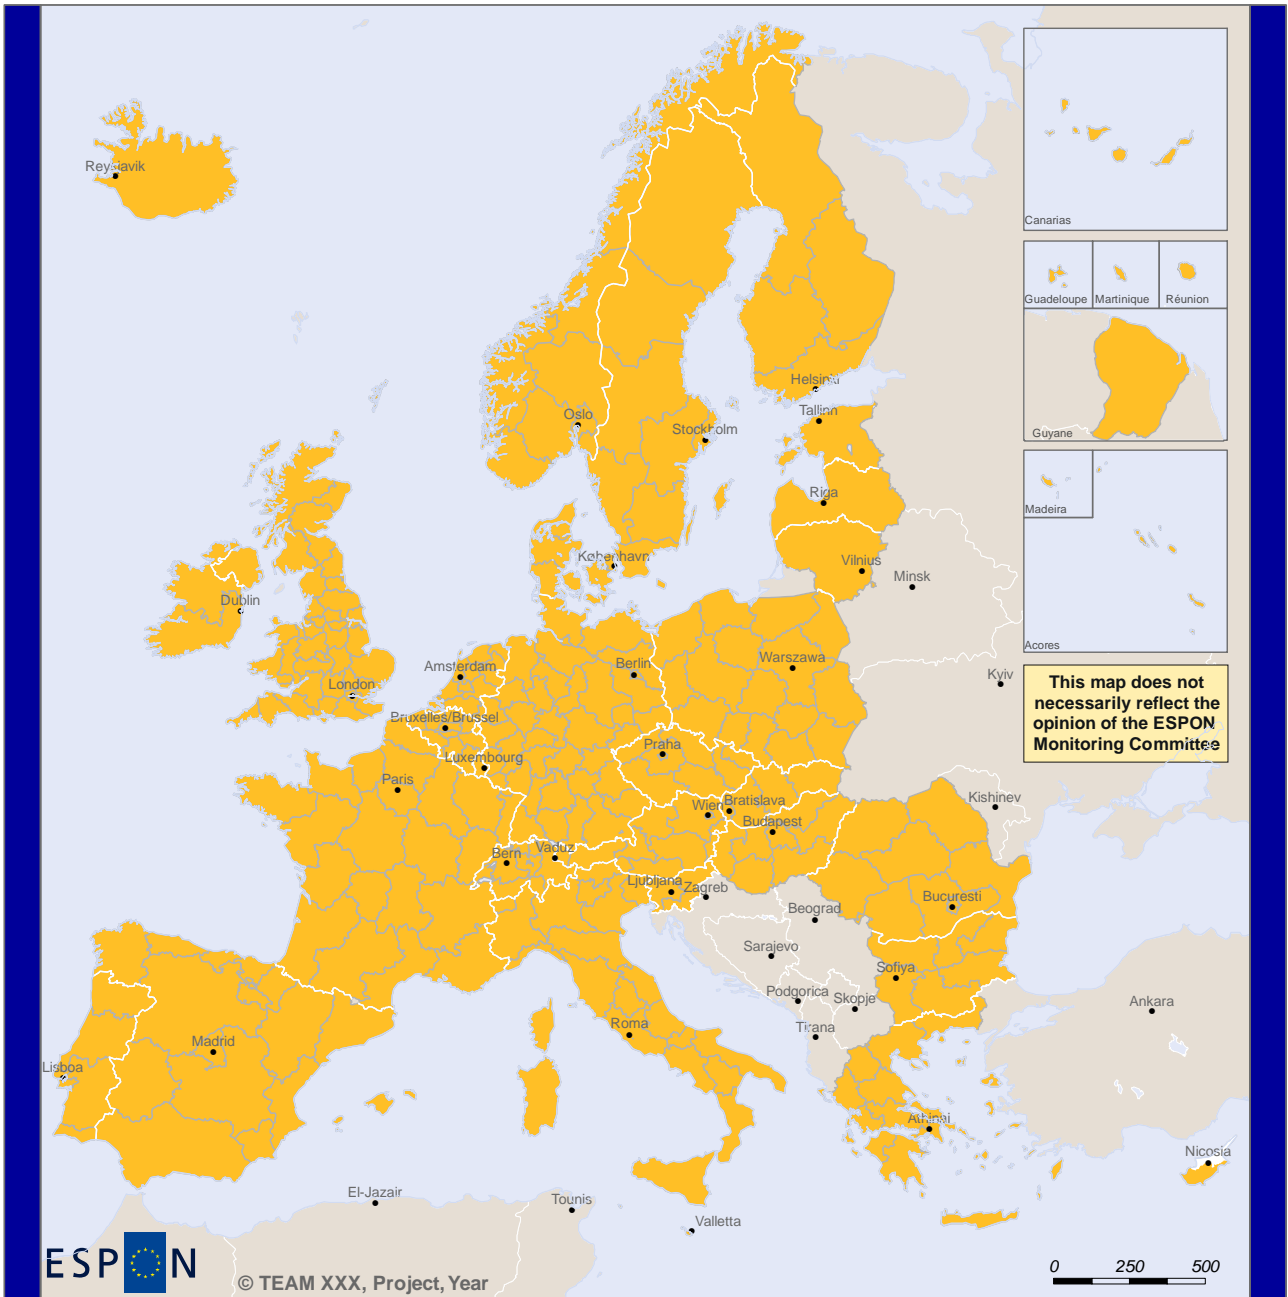 Reykjavik
Canarias
Guadeloupe
Martinique
Réunion
Guyane
Helsinki
Tallinn
Oslo
Stockholm
Madeira
Riga
København
Vilnius
Minsk
Dublin
Acores
Amsterdam
Berlin
Warszawa
London
Kyiv
This map does not
necessarily reflect the
opinion of the ESPON
Monitoring Committee
Bruxelles/Brussel
Praha
Luxembourg
Paris
Wien
Bratislava
Kishinev
Budapest
Bern
Vaduz
Ljubljana
Zagreb
Bucuresti
Beograd
Sarajevo
Sofiya
Podgorica
Skopje
Ankara
Roma
Tirana
Madrid
Lisboa
Athinai
Nicosia
El-Jazair
Tounis
Valletta
ESPON
© TEAM XXX, Project, Year
0 250 500